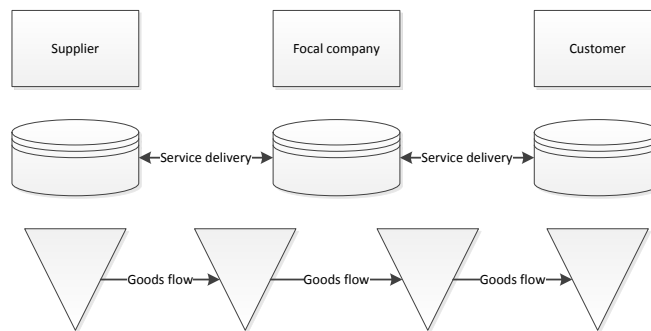 Supplier
Focal company
Customer
Service delivery
Service delivery
Goods flow
Goods flow
Goods flow